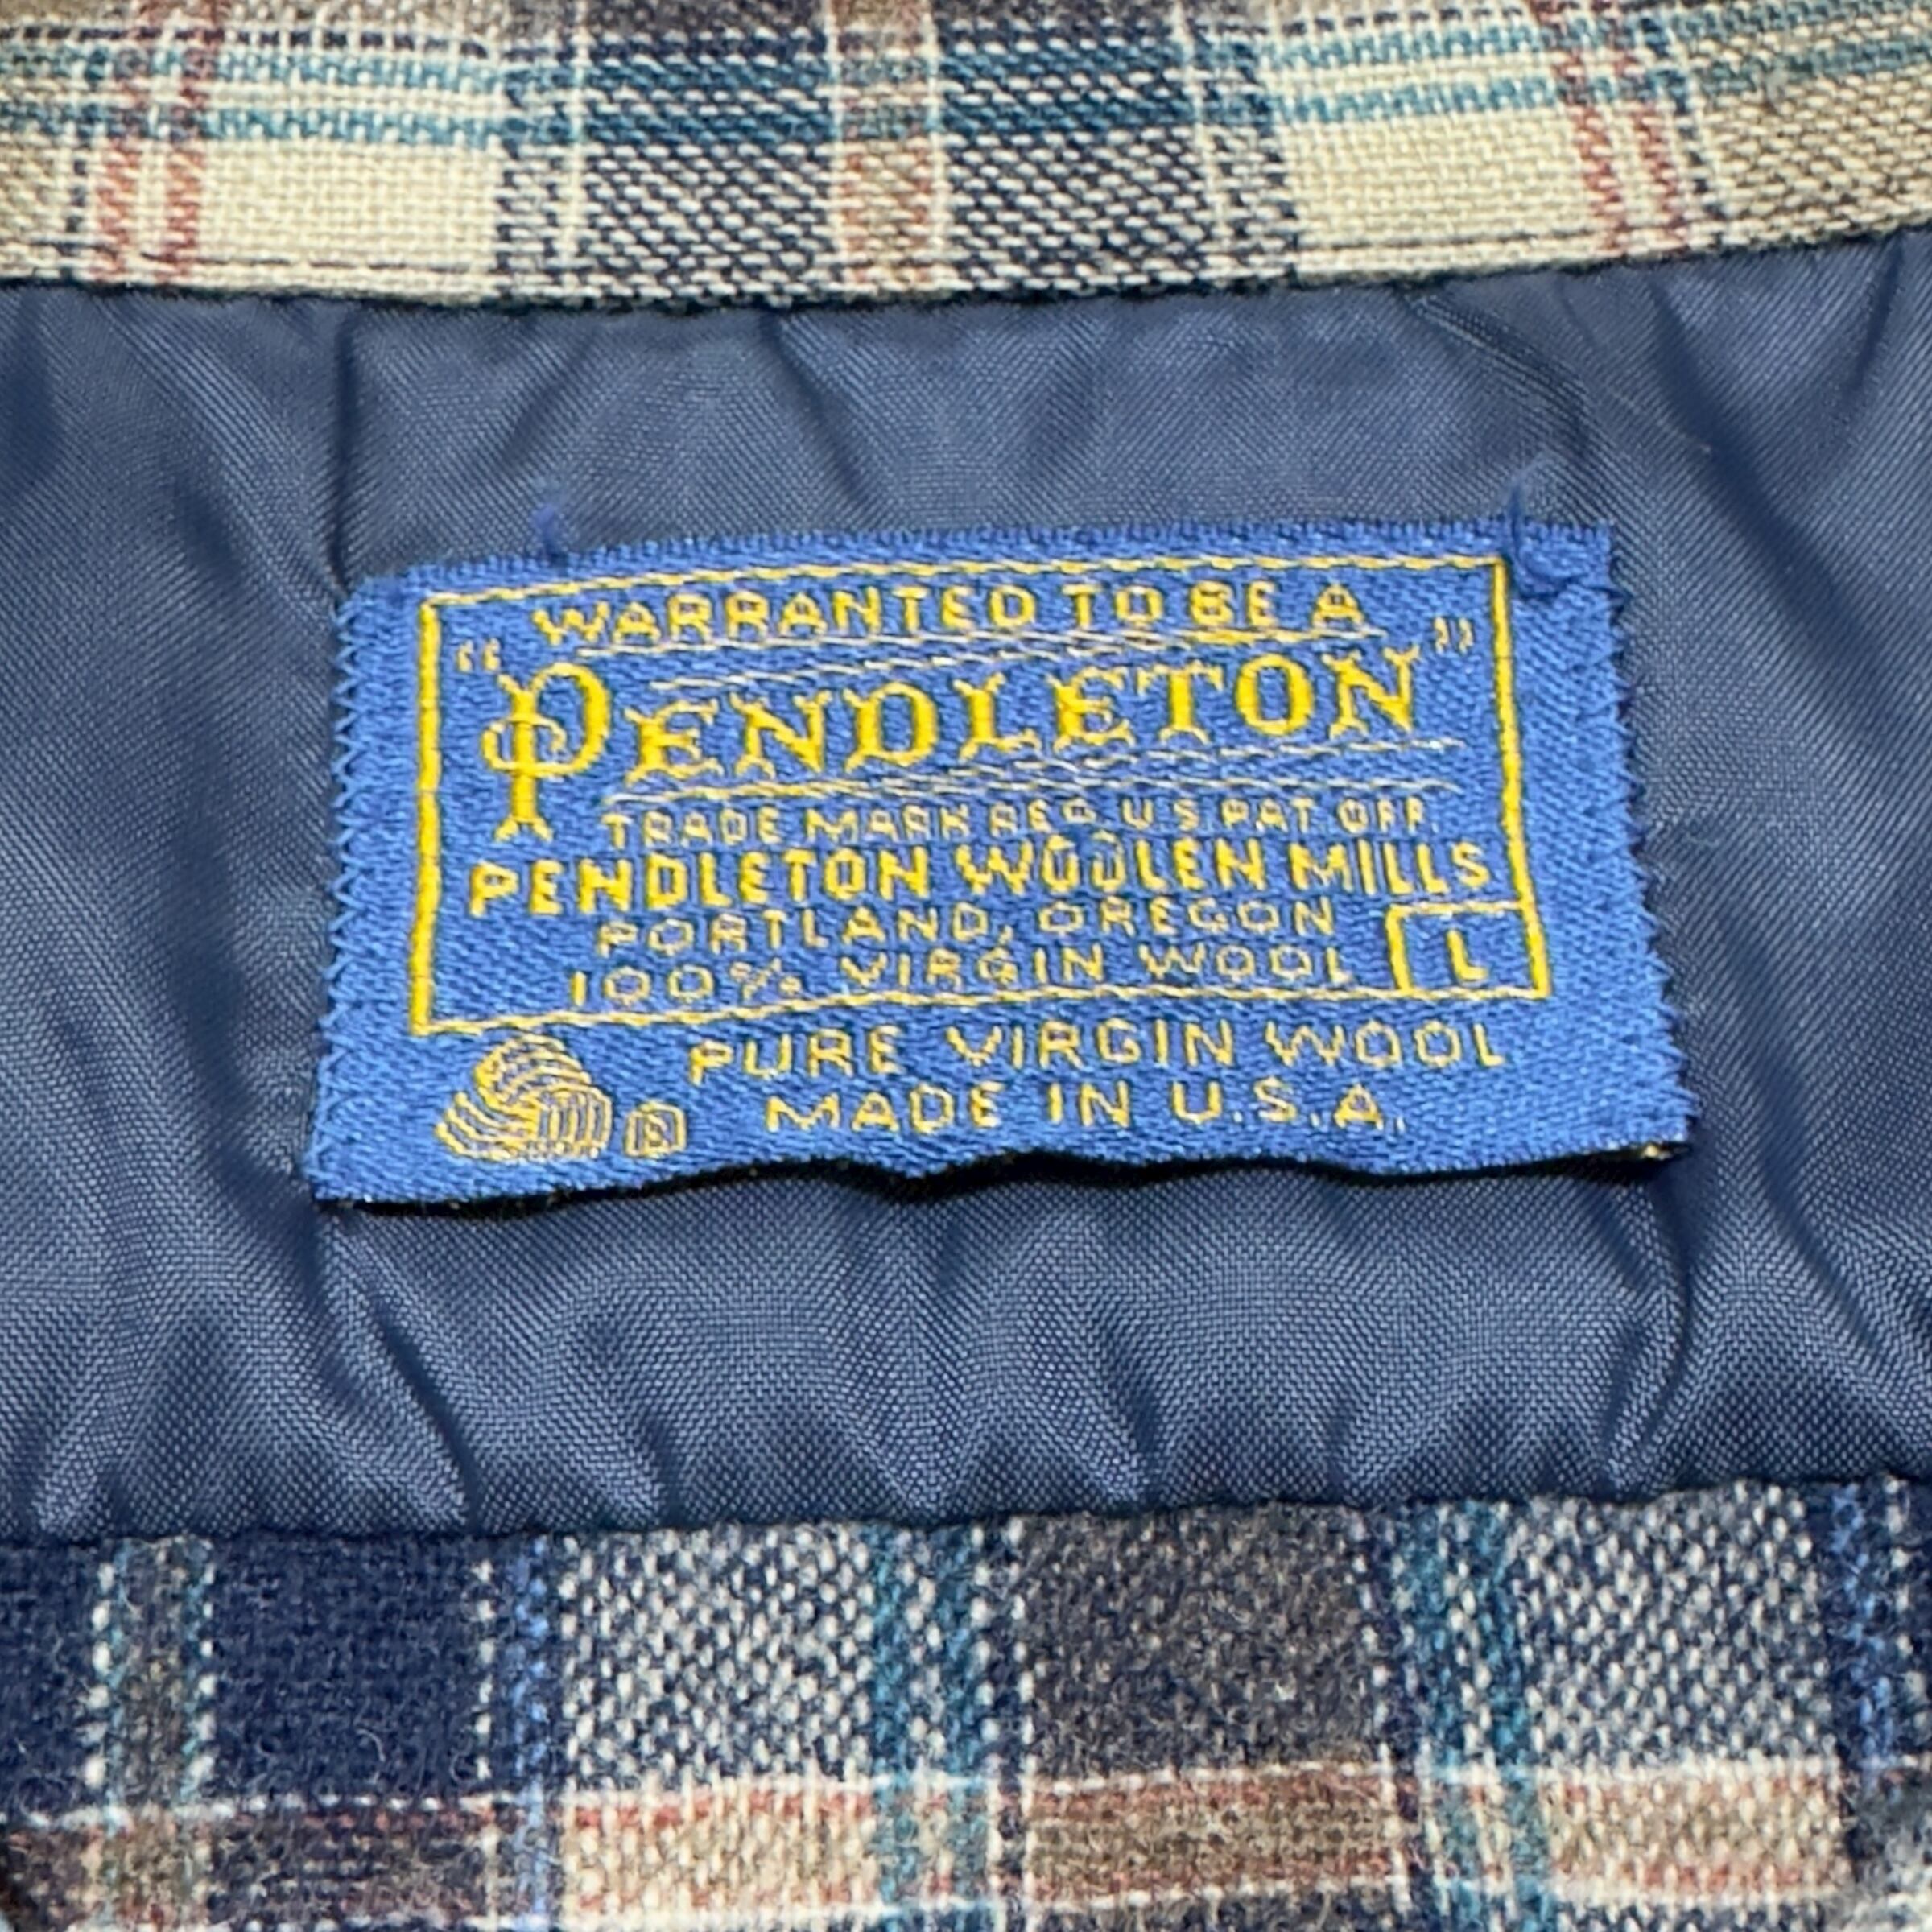 WARRANTED TO BE A
"PENDLETON"
TRADE MARK REG. U.S. PAT. OFF.
PENDLETON WOOLEN MILLS
PORTLAND, OREGON
100% VIRGIN WOOL L
PURE VIRGIN WOOL
MADE IN U.S.A.